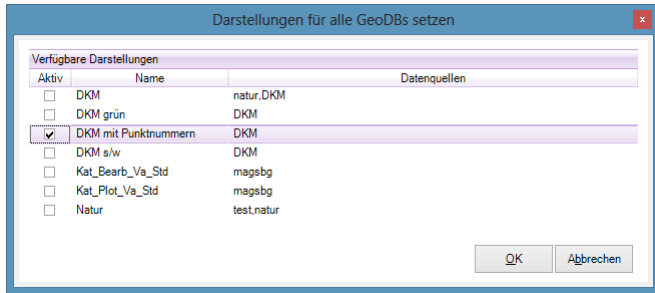 Darstellungen für alle GeoDBs setzen
x
Verfügbare Darstellungen
Aktiv Name Datenquellen
DKM natur,DKM
DKM grün DKM
DKM mit Punktnummern DKM
DKM s/w DKM
Kat_Bearb_Va_Std magsbg
Kat_Plot_Va_Std magsbg
Natur test,natur
OK Abbrechen